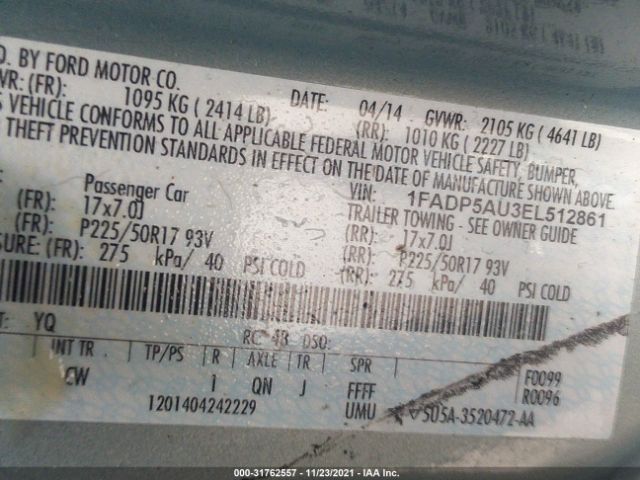 O. BY FORD MOTOR CO.
DATE: 04/14 GVWR: 2105 KG ( 4641 LB)
WR: (FR): 1095 KG ( 2414 LB) (RR): 1010 KG ( 2227 LB)
VEHICLE CONFORMS TO ALL APPLICABLE FEDERAL MOTOR VEHICLE SAFETY, BUMPER,
THEFT PREVENTION STANDARDS IN EFFECT ON THE DATE OF MANUFACTURE SHOWN ABOVE.
VIN: 1FADP5AU3EL512861
Passenger Car TRAILER TOWING - SEE OWNER GUIDE
(FR): 17x7.0J (RR): 17x7.0J
(FR): P225/50R17 93V (RR): P225/50R17 93V
SURE: (FR): 275 kPa/ 40 PSI COLD (RR): 275 kPa/ 40 PSI COLD
T: YQ RC: 48 DSO:
INT TR TP/PS R AXLE TR SPR
CW 1 QN J FFFF F0099
1201404242229 UMU R0096
5U5A-3520472-AA
000-31762557 - 11/23/2021 - IAA Inc.